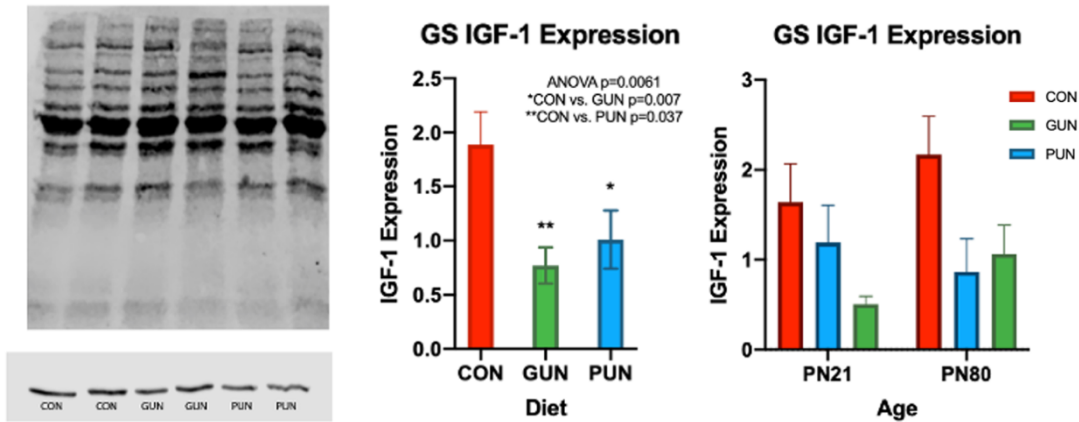 CON CON GUN GUN PUN PUN
GS IGF-1 Expression
ANOVA p=0.0061
*CON vs. GUN p=0.007
**CON vs. PUN p=0.037
IGF-1 Expression
2.5
2.0
1.5
1.0
0.5
0.0
**
*
CON GUN PUN
Diet
GS IGF-1 Expression
IGF-1 Expression
3
2
1
0
PN21 PN80
Age
CON
GUN
PUN